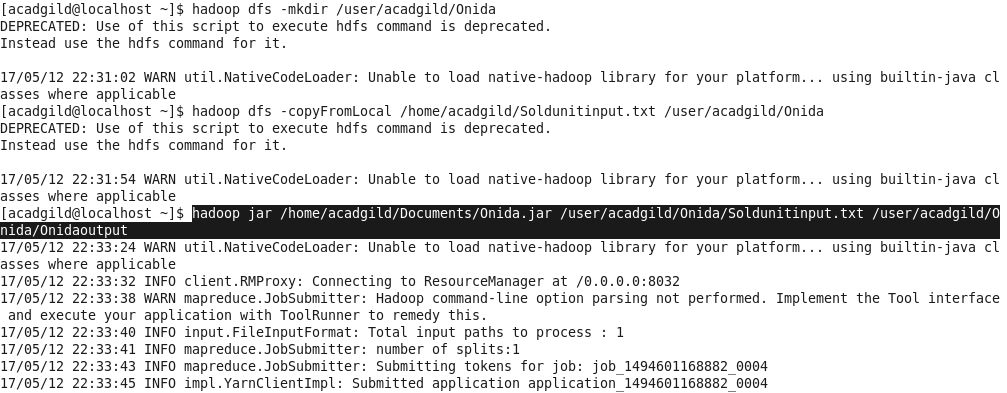 [acadgild@localhost ~]$ hadoop dfs -mkdir /user/acadgild/Onida
DEPRECATED: Use of this script to execute hdfs command is deprecated.
Instead use the hdfs command for it.
17/05/12 22:31:02 WARN util.NativeCodeLoader: Unable to load native-hadoop library for your platform... using builtin-java cl
asses where applicable
[acadgild@localhost ~]$ hadoop dfs -copyFromLocal /home/acadgild/Soldunitinput.txt /user/acadgild/Onida
DEPRECATED: Use of this script to execute hdfs command is deprecated.
Instead use the hdfs command for it.
17/05/12 22:31:54 WARN util.NativeCodeLoader: Unable to load native-hadoop library for your platform... using builtin-java cl
asses where applicable
[acadgild@localhost ~]$ hadoop jar /home/acadgild/Documents/Onida.jar /user/acadgild/Onida/Soldunitinput.txt /user/acadgild/O
nida/Onidaoutput
17/05/12 22:33:24 WARN util.NativeCodeLoader: Unable to load native-hadoop library for your platform... using builtin-java cl
asses where applicable
17/05/12 22:33:32 INFO client.RMProxy: Connecting to ResourceManager at /0.0.0.0:8032
17/05/12 22:33:38 WARN mapreduce.JobSubmitter: Hadoop command-line option parsing not performed. Implement the Tool interface
 and execute your application with ToolRunner to remedy this.
17/05/12 22:33:40 INFO input.FileInputFormat: Total input paths to process : 1
17/05/12 22:33:41 INFO mapreduce.JobSubmitter: number of splits:1
17/05/12 22:33:43 INFO mapreduce.JobSubmitter: Submitting tokens for job: job_1494601168882_0004
17/05/12 22:33:45 INFO impl.YarnClientImpl: Submitted application application_1494601168882_0004